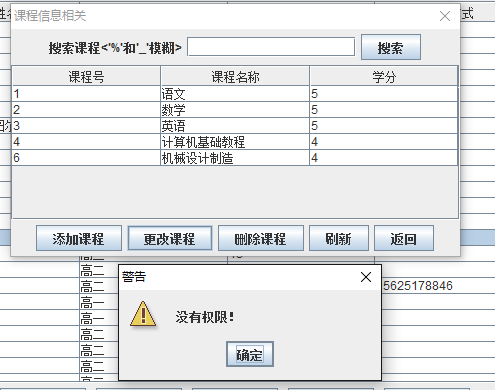 课程信息相关
式
搜索课程<'%'和'_'模糊> 搜索
课程号 课程名称 学分
1 语文 5
2 数学 5
3 英语 5
4 计算机基础教程 4
6 机械设计制造 4
添加课程 更改课程 删除课程 刷新 返回
高二
高二 5625178846
高一
高一
高二
高二
高二
高二
警告
没有权限！
确定